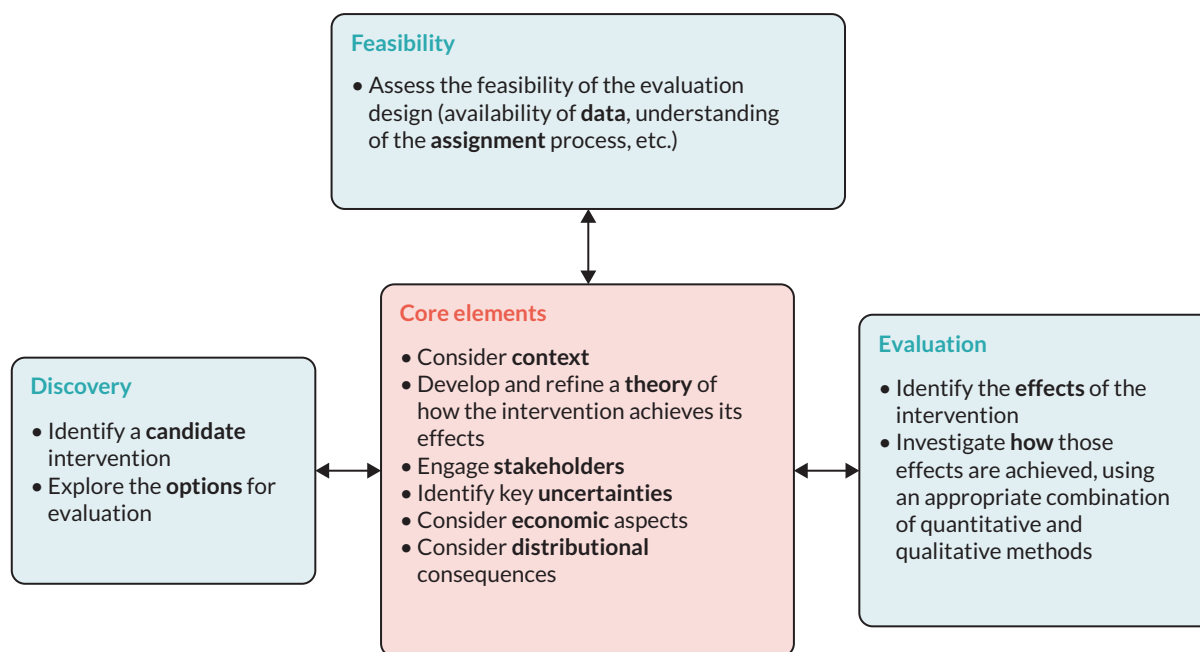 Feasibility
• Assess the feasibility of the evaluation
design (availability of data, understanding
of the assignment process, etc.)
Discovery
• Identify a candidate
intervention
• Explore the options for
evaluation
Core elements
• Consider context
• Develop and refine a theory of
how the intervention achieves its
effects
• Engage stakeholders
• Identify key uncertainties
• Consider economic aspects
• Consider distributional
consequences
Evaluation
• Identify the effects of the
intervention
• Investigate how those
effects are achieved, using
an appropriate combination
of quantitative and
qualitative methods